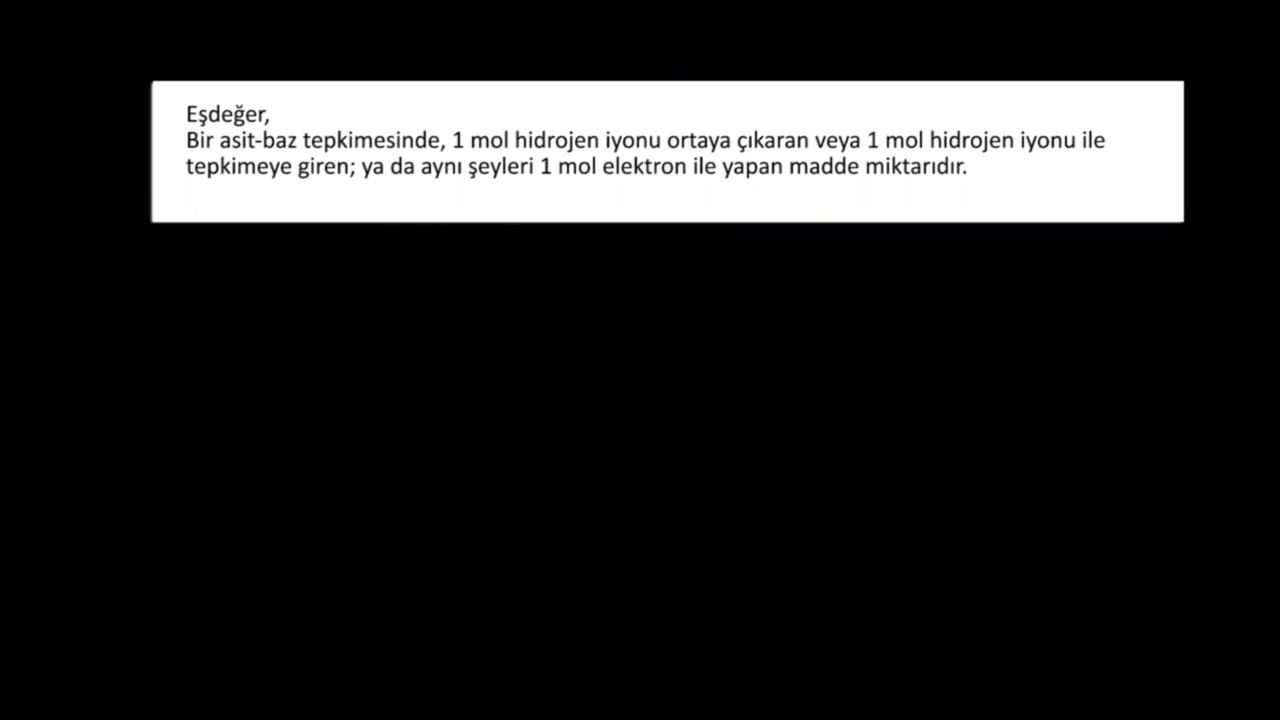 Eşdeğer,
Bir asit-baz tepkimesinde, 1 mol hidrojen iyonu ortaya çıkaran veya 1 mol hidrojen iyonu ile
tepkimeye giren; ya da aynı şeyleri 1 mol elektron ile yapan madde miktarıdır.